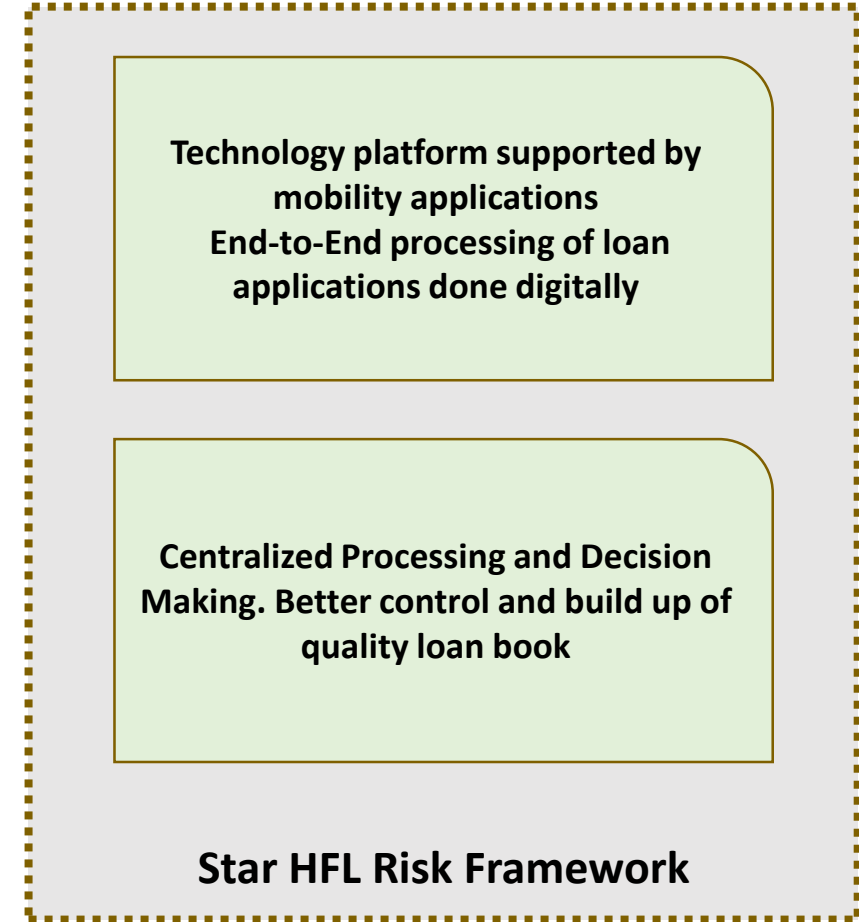 Technology platform supported by
mobility applications
End-to-End processing of loan
applications done digitally
Centralized Processing and Decision
Making. Better control and build up of
quality loan book
Star HFL Risk Framework